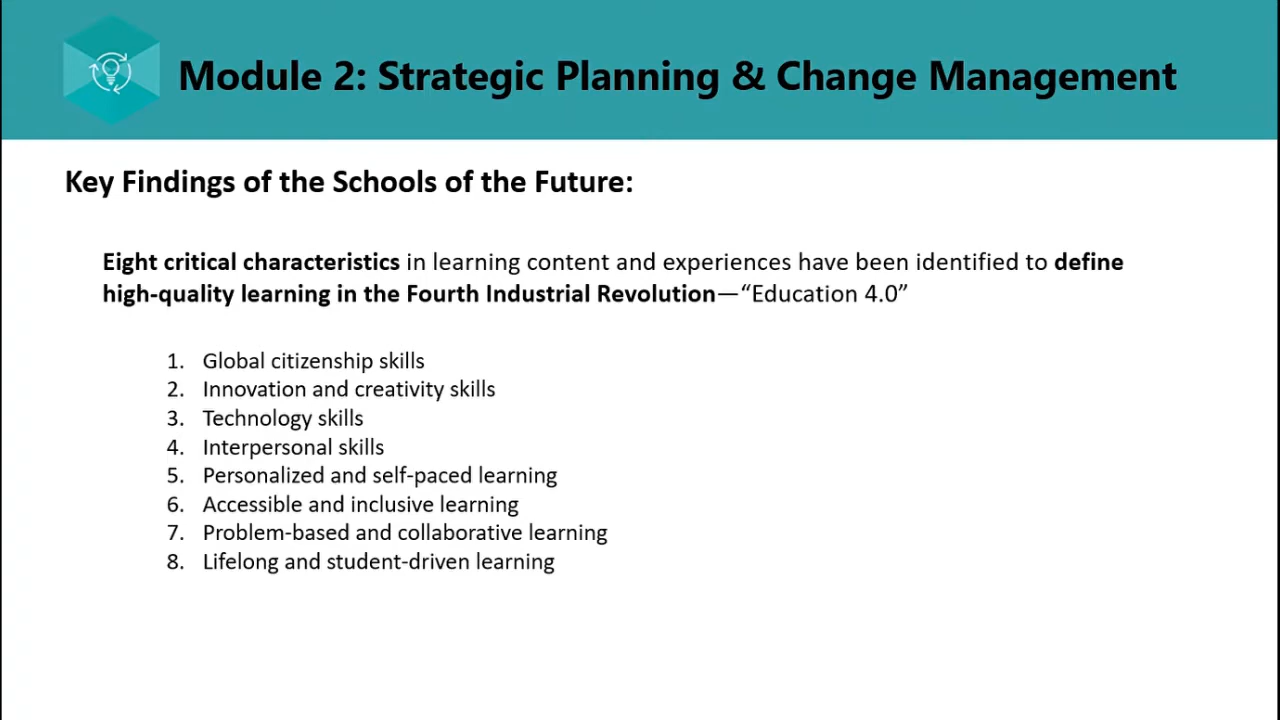 Module 2: Strategic Planning & Change Management
Key Findings of the Schools of the Future:
Eight critical characteristics in learning content and experiences have been identified to define
high-quality learning in the Fourth Industrial Revolution—“Education 4.0”
1. Global citizenship skills
2. Innovation and creativity skills
3. Technology skills
4. Interpersonal skills
5. Personalized and self-paced learning
6. Accessible and inclusive learning
7. Problem-based and collaborative learning
8. Lifelong and student-driven learning